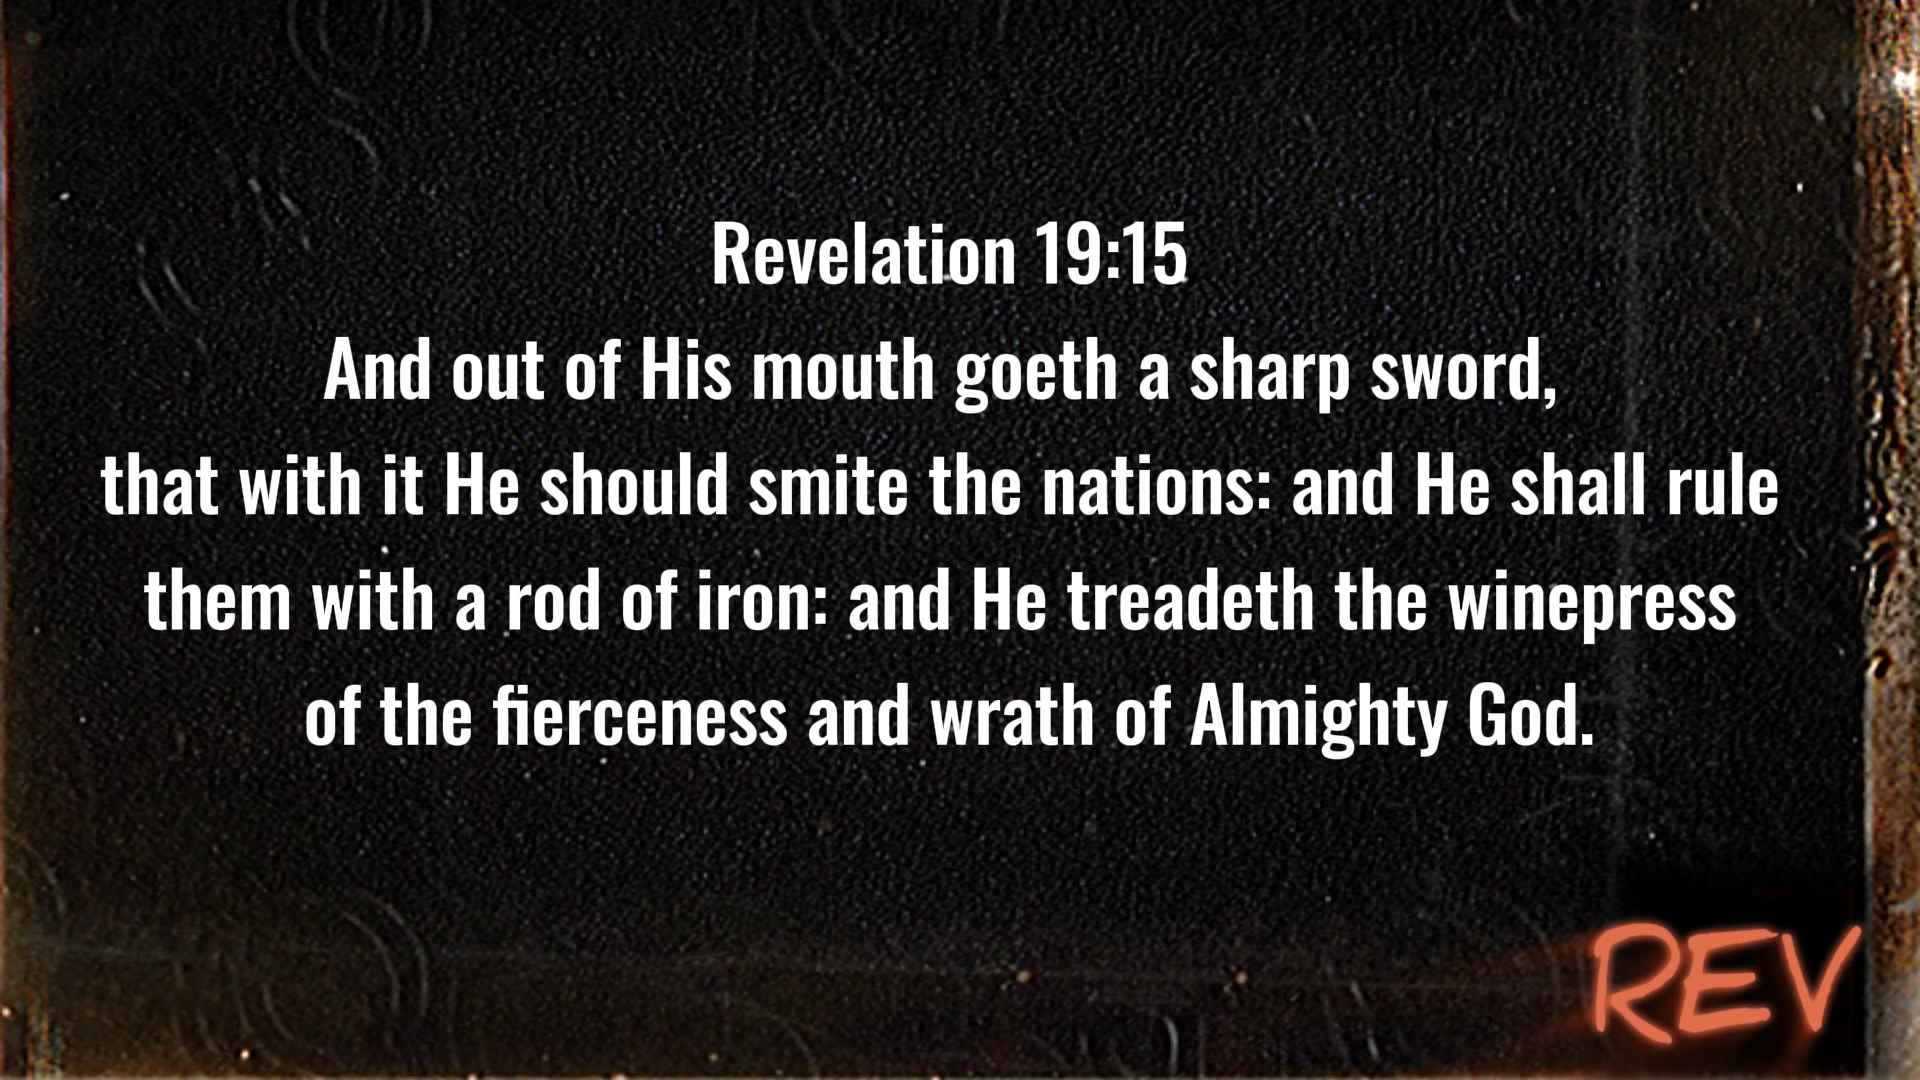 Revelation 19:15
And out of His mouth goeth a sharp sword,
that with it He should smite the nations: and He shall rule
them with a rod of iron: and He treadeth the winepress
of the fierceness and wrath of Almighty God.
REV